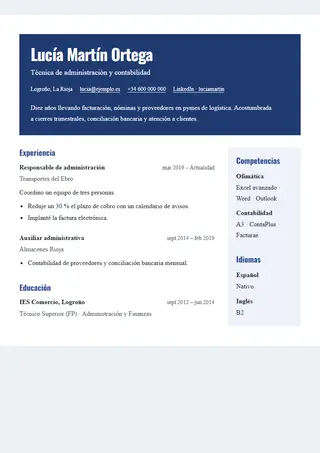 Lucía Martín Ortega
Técnica de administración y contabilidad
Logroño, La Rioja lucia@ejemplo.es +34 600 000 000 LinkedIn · luciamartin
Diez años llevando facturación, nóminas y proveedores en pymes de logística. Acostumbrada
a cierres trimestrales, conciliación bancaria y atención a clientes.
Experiencia
Responsable de administración mar 2019 – Actualidad
Transportes del Ebro
Coordino un equipo de tres personas.
• Reduje un 30 % el plazo de cobro con un calendario de avisos.
• Implanté la factura electrónica.
Auxiliar administrativa sept 2014 – feb 2019
Almacenes Rioja
• Contabilidad de proveedores y conciliación bancaria mensual.
Educación
IES Comercio, Logroño sept 2012 – jun 2014
Técnico Superior (FP) · Administración y Finanzas
Competencias
Ofimática
Excel avanzado ·
Word · Outlook
Contabilidad
A3 · ContaPlus ·
Facturae
Idiomas
Español
Nativo
Inglés
B2